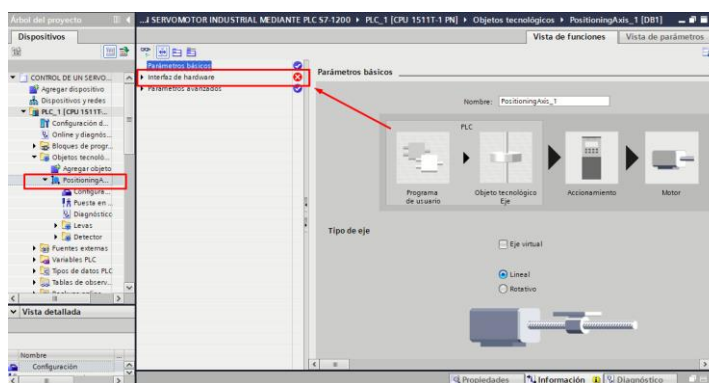 Árbol del proyecto
...J SERVOMOTOR INDUSTRIAL MEDIANTE PLC S7-1200 ▸ PLC_1 [CPU 1511T-1 PN] ▸ Objetos tecnológicos ▸ PositioningAxis_1 [DB1]
Dispositivos
Vista de funciones
Vista de parámetros
CONTROL DE UN SERVO...
Agregar dispositivo
Dispositivos y redes
PLC_1 [CPU 1511T-...
Configuración d...
Online y diagnós...
Bloques de progr...
Objetos tecnoló...
Agregar objeto
PositioningA...
Configura...
Puesta en ...
Diagnóstico
Levas
Detector
Fuentes externas
Variables PLC
Tipos de datos PLC
Tablas de observ...
Vista detallada
Nombre
Configuración
Parámetros básicos
Interfaz de hardware
Parámetros avanzados
Parámetros básicos
Nombre: PositioningAxis_1
PLC
Programa
de usuario
Objeto tecnológico
Eje
Accionamiento
Motor
Tipo de eje
Eje virtual
Lineal
Rotativo
Propiedades
Información
Diagnóstico